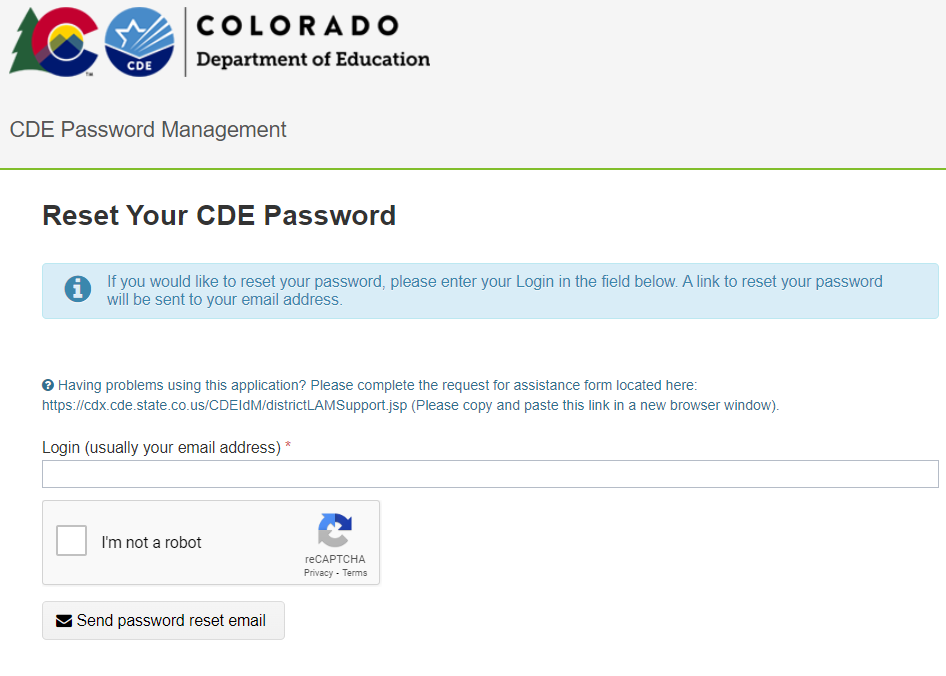 COLORADO
Department of Education
CDE
TM
CDE Password Management
Reset Your CDE Password
If you would like to reset your password, please enter your Login in the field below. A link to reset your password
will be sent to your email address.
Having problems using this application? Please complete the request for assistance form located here:
https://cdx.cde.state.co.us/CDEIdM/districtLAMSupport.jsp (Please copy and paste this link in a new browser window).
Login (usually your email address) *
I'm not a robot
reCAPTCHA
Privacy - Terms
Send password reset email